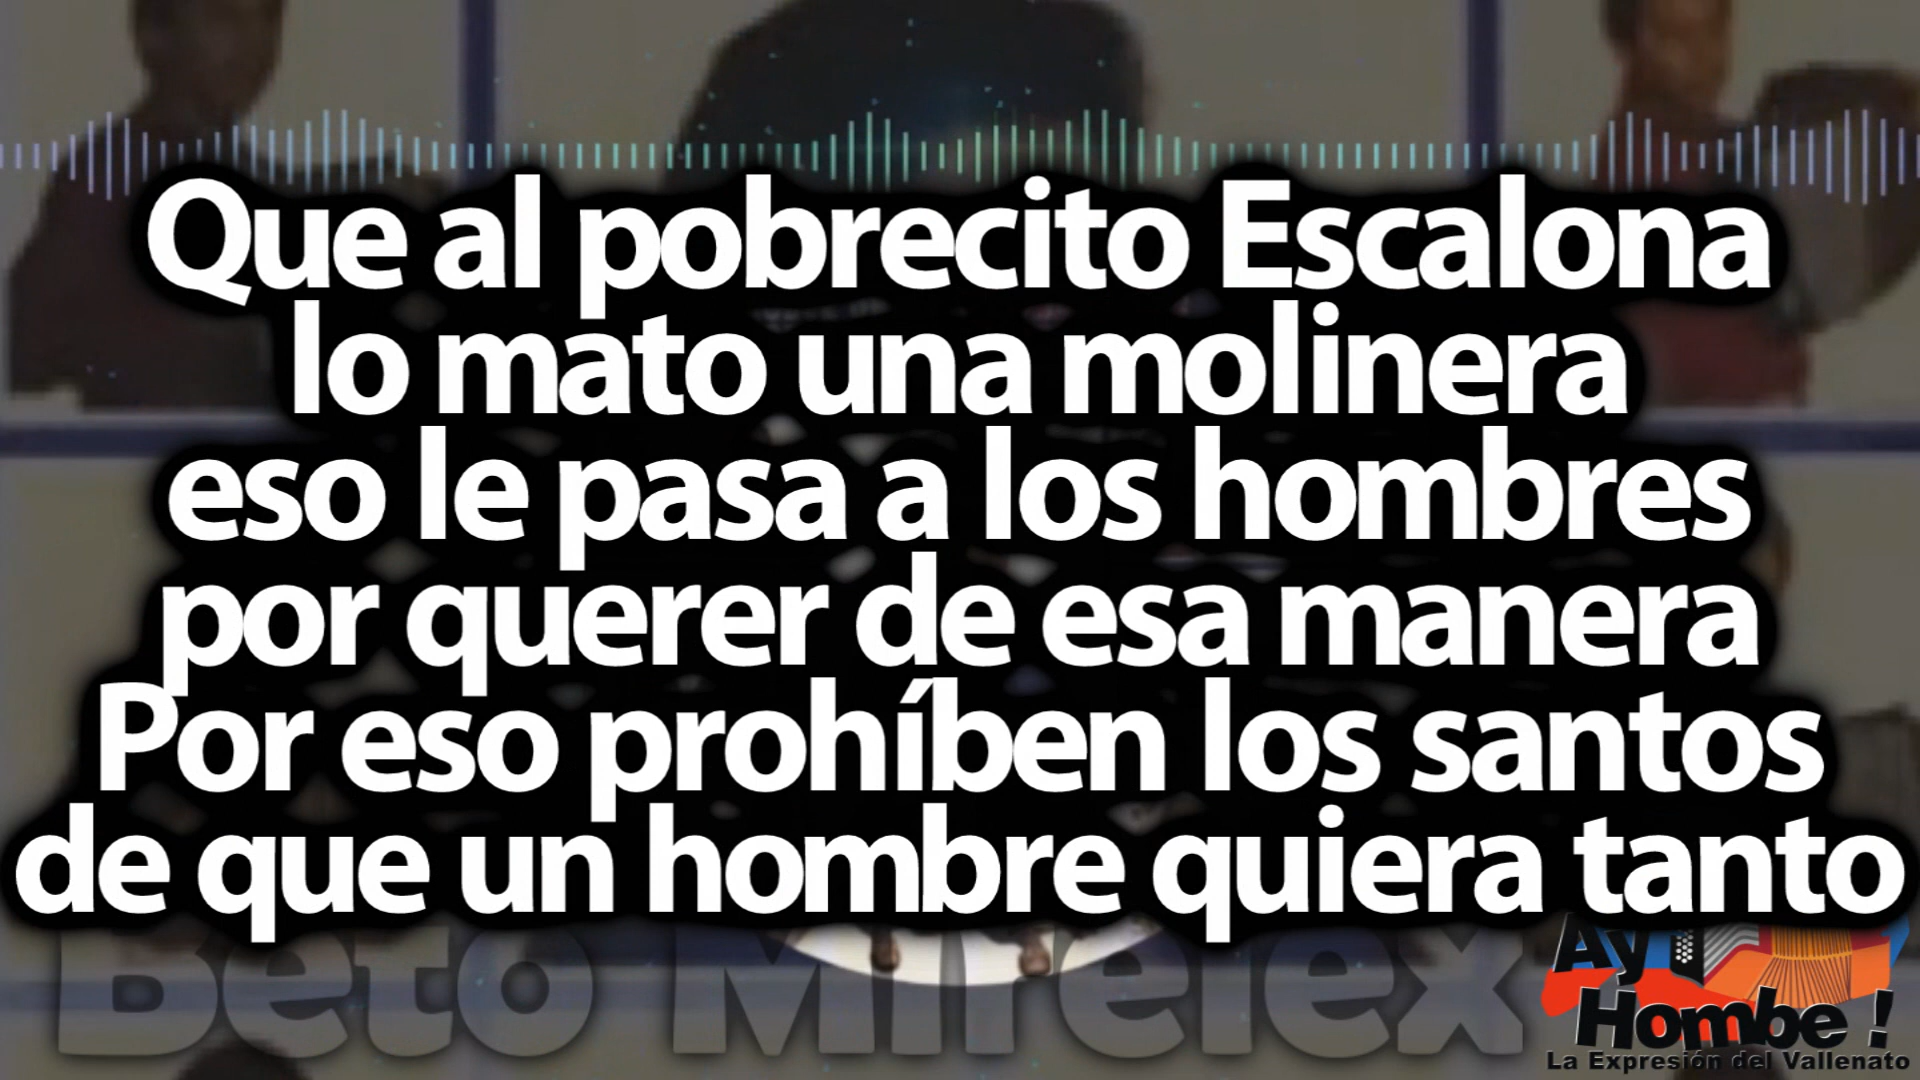 Que al pobrecito Escalona
lo mato una molinera
eso le pasa a los hombres
por querer de esa manera
Por eso prohíben los santos
de que un hombre quiera tanto
Beto Mirelex
Ay
Hombe !
La Expresión del Vallenato